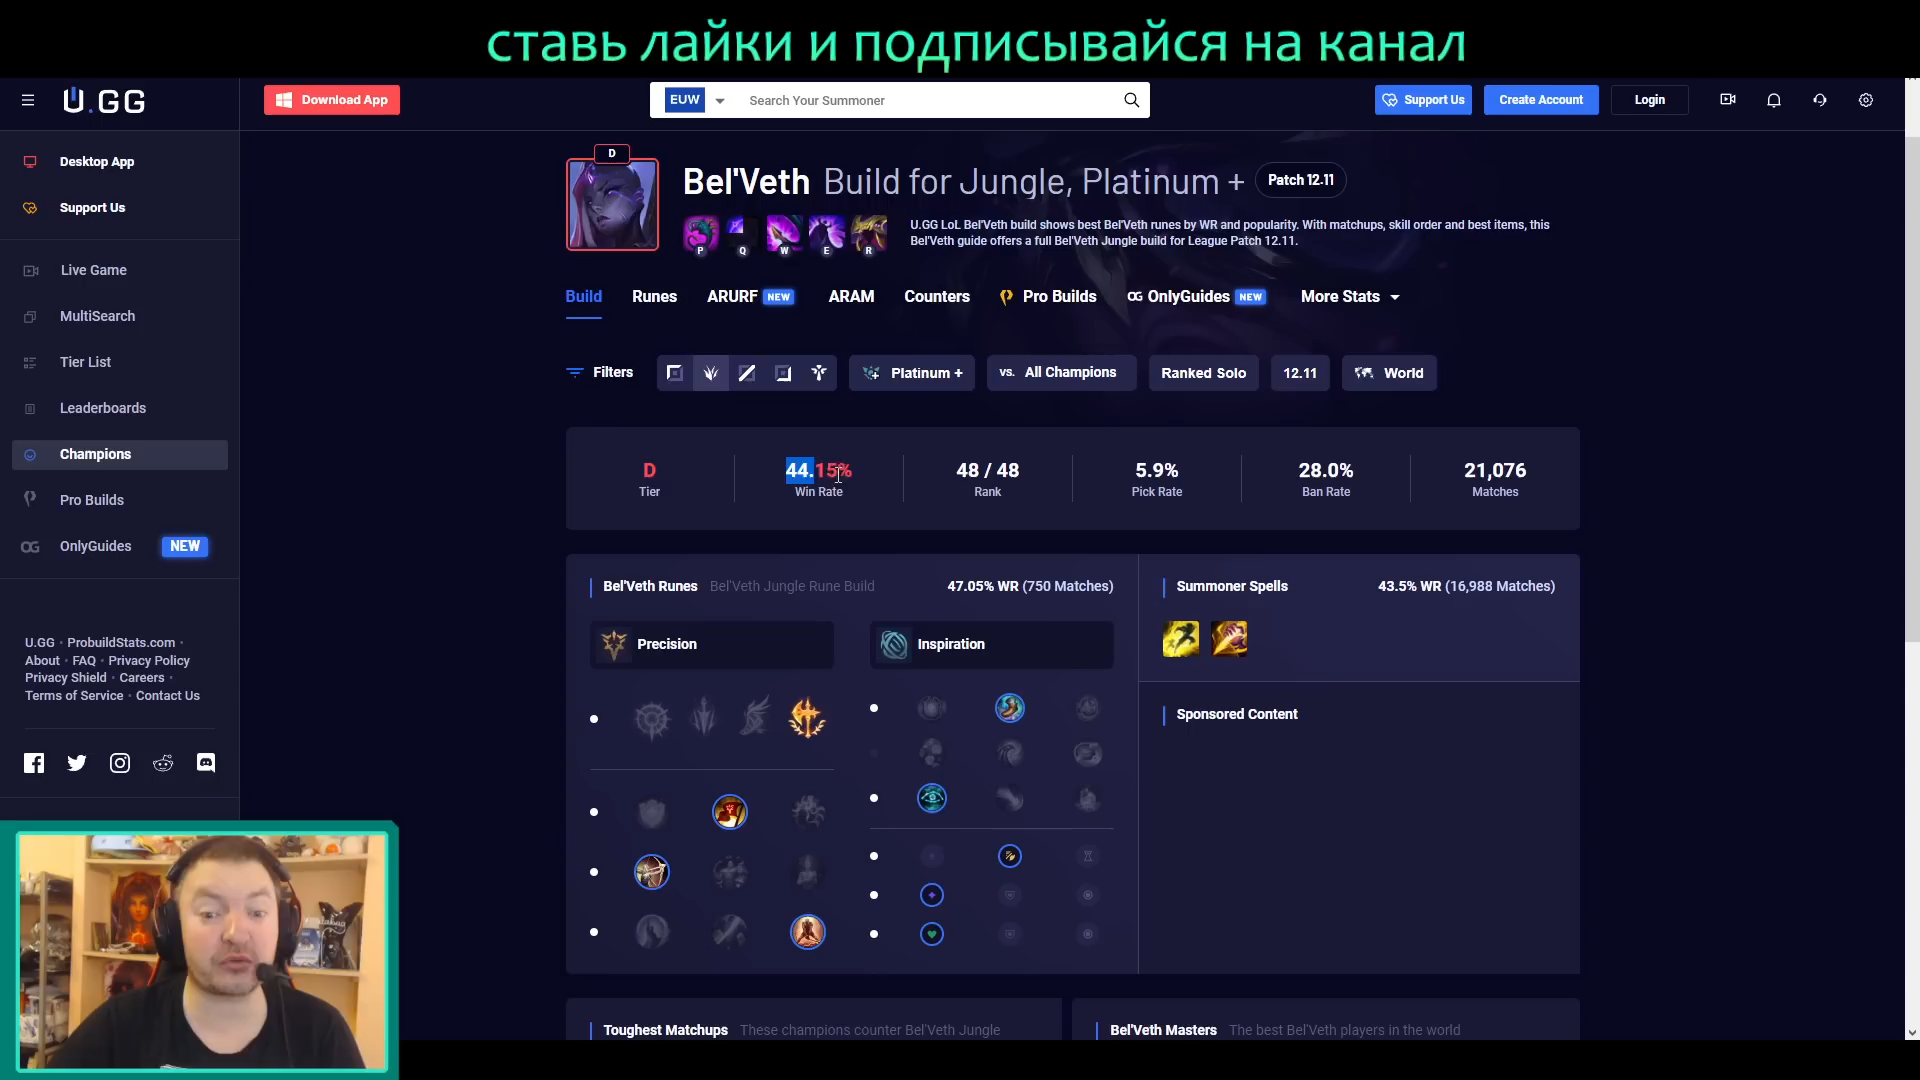 ставь лайки и подписывайся на канал
U.GG
Download App
EUW
Search Your Summoner
Support Us
Create Account
Login
Desktop App
Support Us
Live Game
MultiSearch
Tier List
Leaderboards
Champions
Pro Builds
OnlyGuides NEW
U.GG · ProbuildStats.com ·
About · FAQ · Privacy Policy
Privacy Shield · Careers ·
Terms of Service · Contact Us
D
Bel'Veth Build for Jungle, Platinum +
Patch 12.11
P
Q
W
E
R
U.GG LoL Bel'Veth build shows best Bel'Veth runes by WR and popularity. With matchups, skill order and best items, this
Bel'Veth guide offers a full Bel'Veth Jungle build for League Patch 12.11.
Build
Runes
ARURF NEW
ARAM
Counters
Pro Builds
OG OnlyGuides NEW
More Stats
Filters
Platinum +
vs. All Champions
Ranked Solo
12.11
World
D
Tier
44.15%
Win Rate
48 / 48
Rank
5.9%
Pick Rate
28.0%
Ban Rate
21,076
Matches
Bel'Veth Runes Bel'Veth Jungle Rune Build 47.05% WR (750 Matches)
Precision
Inspiration
Summoner Spells 43.5% WR (16,988 Matches)
Sponsored Content
Toughest Matchups These champions counter Bel'Veth Jungle
Bel'Veth Masters The best Bel'Veth players in the world